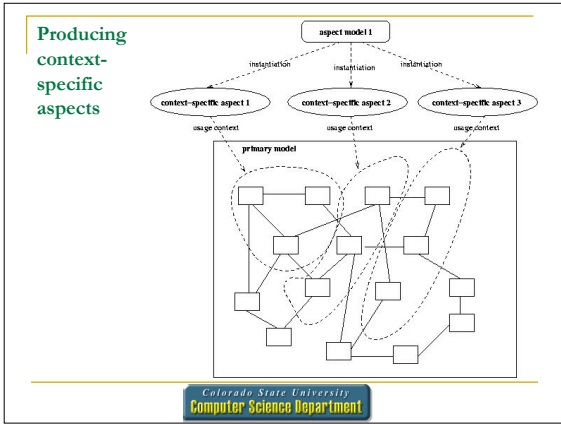 Producing
context-
specific
aspects
aspect model 1
instantiation
instantiation
instantiation
context-specific aspect 1
context-specific aspect 2
context-specific aspect 3
usage context
usage context
usage context
primary model
Colorado State University
Computer Science Department